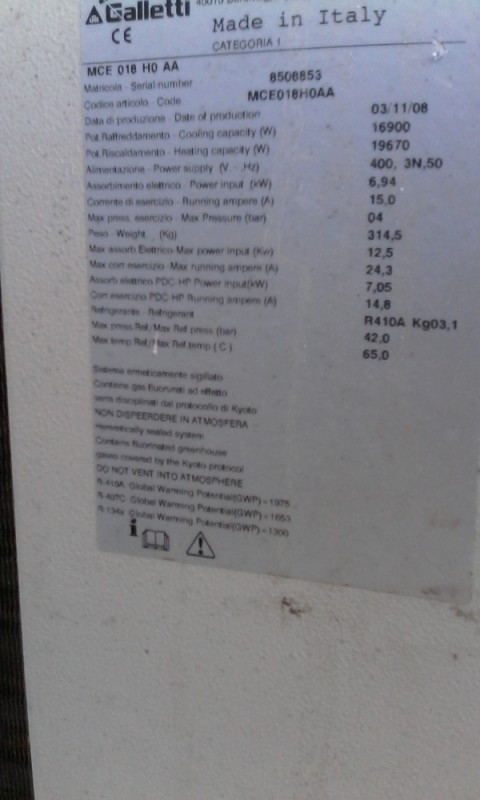 Galletti
40010
Made in Italy
CE
CATEGORIA 1
MCE 018 H0 AA
Matricola - Serial number 8508853
Codice articolo - Code MCE018H0AA
Data di produzione - Date of production 03/11/08
Pot.Raffreddamento - Cooling capacity (W) 16900
Pot.Riscaldamento - Heating capacity (W) 19670
Alimentazione - Power supply (V. - .Hz) 400, 3N,50
Assorbimento elettrico - Power input (kW) 6,94
Corrente di esercizio - Running ampere (A) 15,0
Max press. esercizio - Max Pressure (bar) 04
Peso - Weight (Kg) 314,5
Max assorb.Elettrico-Max power input (Kw) 12,5
Max corr esercizio -Max running ampere (A) 24,3
Assorb elettrico PDC-HP Power input(kW) 7,05
Corr esercizio PDC-HP Running ampere (A) 14,8
Refrigerante - Refrigerant R410A Kg03,1
Max press.Ref./Max Ref press (bar) 42,0
Max temp Ref./Max Ref temp ( C ) 65,0
Sistema ermeticamente sigillato
Contiene gas fluorurati ad effetto
serra disciplinati dal protocollo di Kyoto
NON DISPEERDERE IN ATMOSFERA
Hermetically sealed system
Contains fluorinated greenhouse
gases covered by the Kyoto protocol
DO NOT VENT INTO ATMOSPHERE
R-410A Global Warming Potential(GWP)=1975
R-407C Global Warming Potential(GWP)=1653
R-134a Global Warming Potential(GWP)=1300